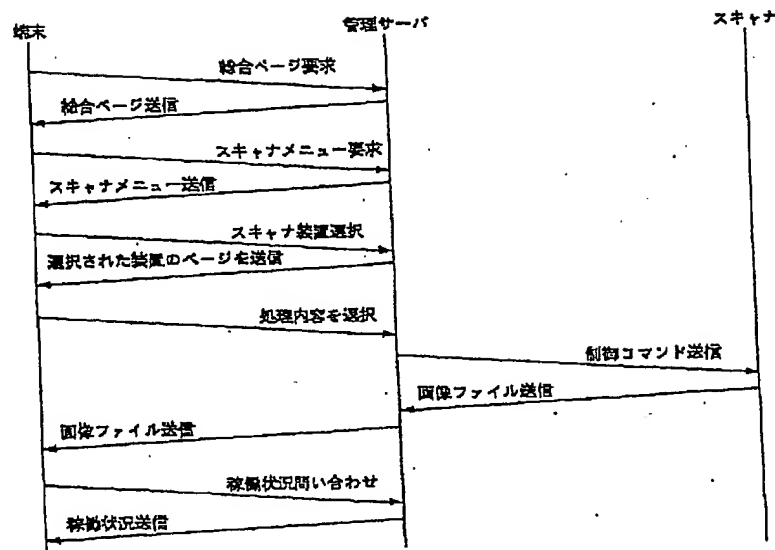 端末
管理サーバ
スキャナ
総合ページ要求
総合ページ送信
スキャナメニュー要求
スキャナメニュー送信
スキャナ装置選択
選択された装置のページを送信
処理内容を選択
制御コマンド送信
画像ファイル送信
画像ファイル送信
稼働状況問い合わせ
稼働状況送信